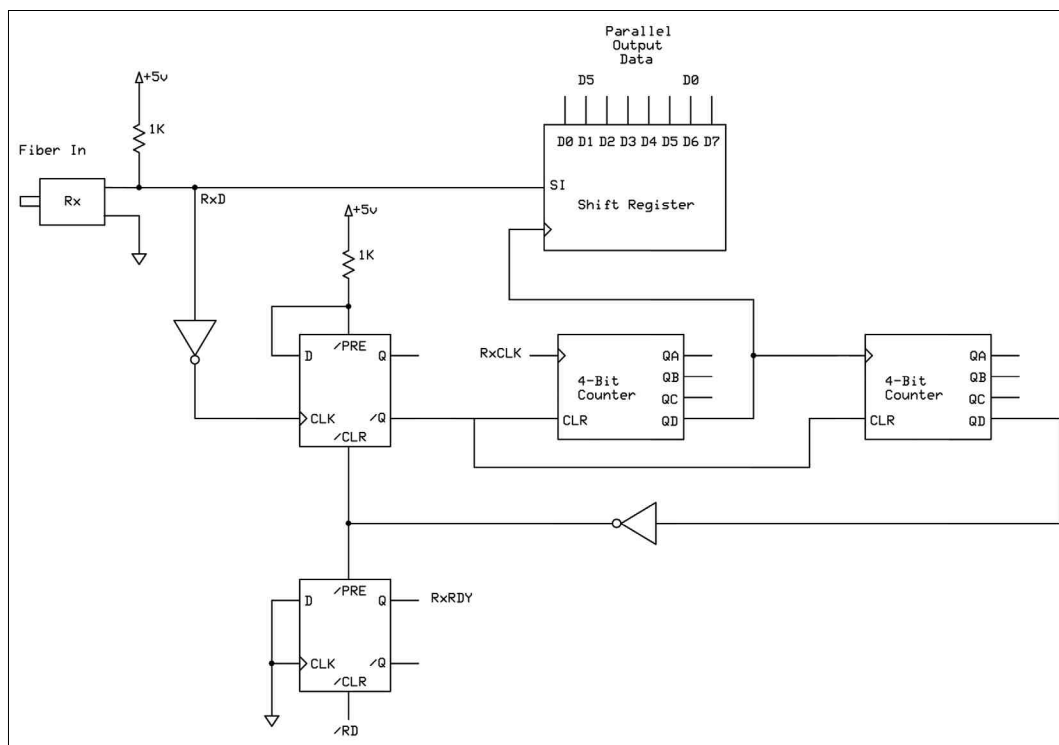 Parallel
Output
Data
D5 D0
+5v
1K
Fiber In
D0 D1 D2 D3 D4 D5 D6 D7
Rx
SI
RxD
Shift Register
+5v
1K
/PRE
D Q
RxCLK
QA
QB
4-Bit
Counter
QC
CLR QD
QA
QB
4-Bit
Counter
QC
CLR QD
CLK /Q
/CLR
/PRE
D Q
RxRDY
CLK /Q
/CLR
/RD